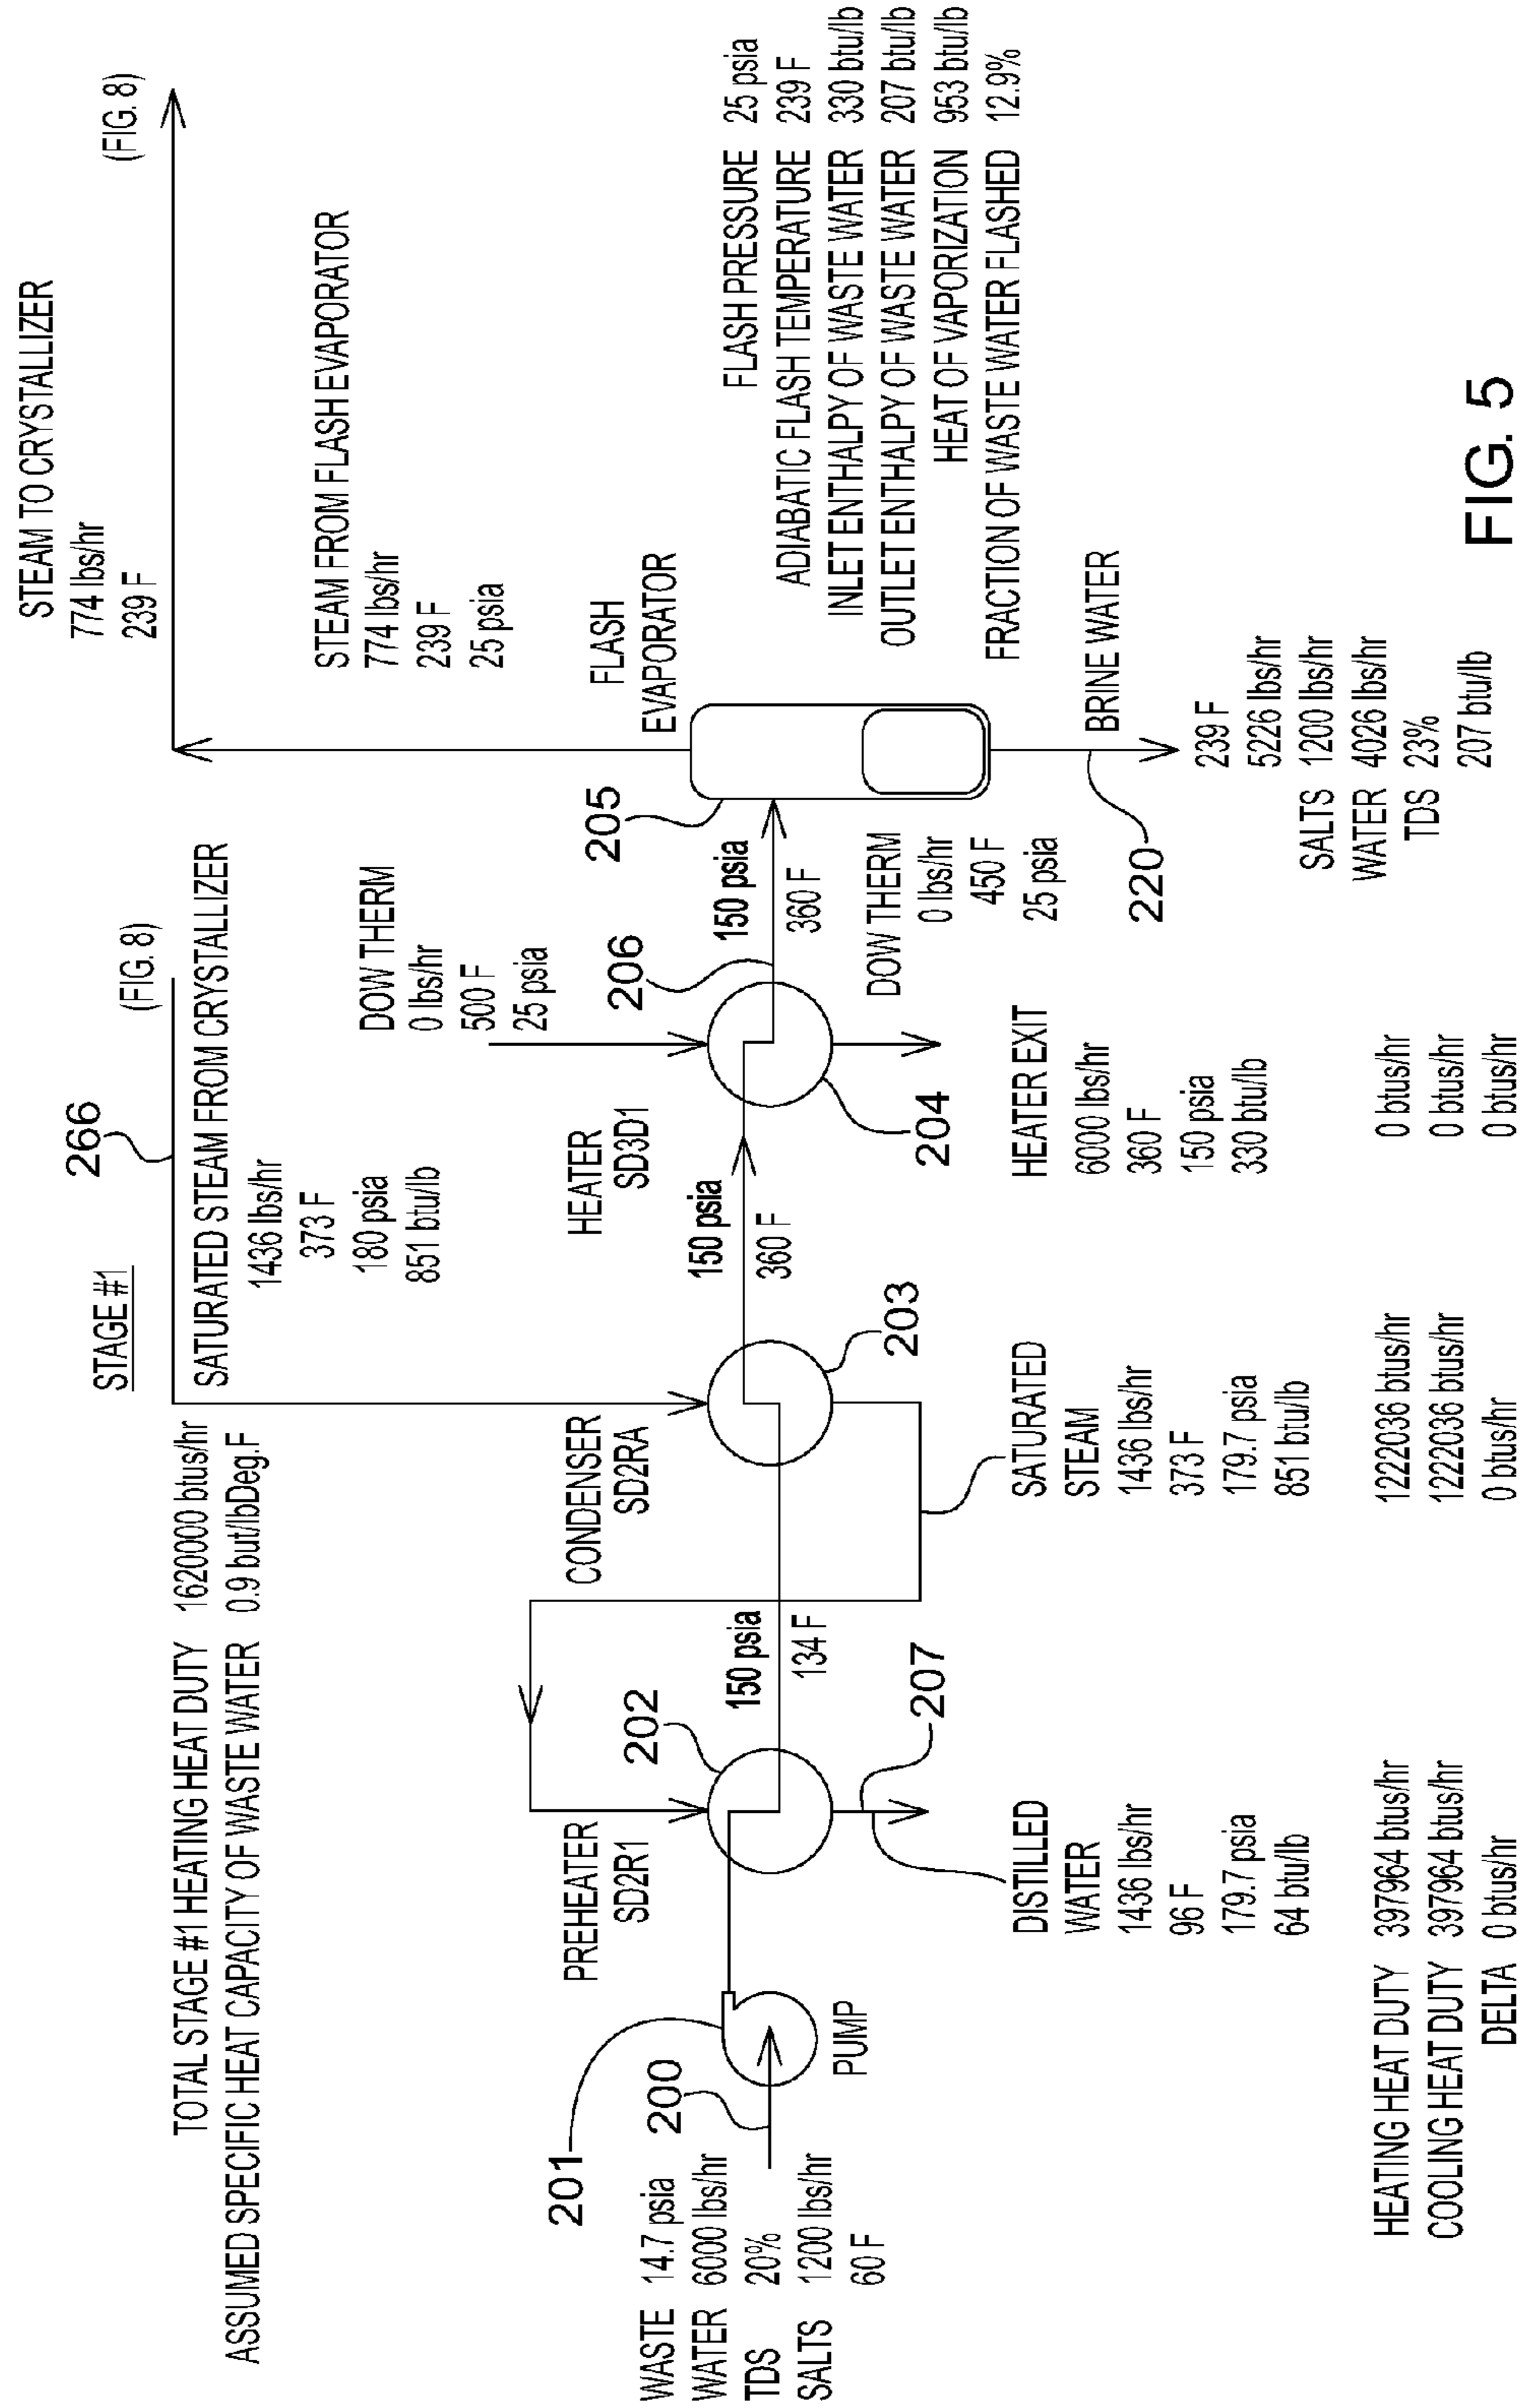 STAGE #1
TOTAL STAGE #1 HEATING HEAT DUTY 1620000 btus/hr
ASSUMED SPECIFIC HEAT CAPACITY OF WASTE WATER 0.9 but/lbDeg.F
266
(FIG. 8)
SATURATED STEAM FROM CRYSTALLIZER
1436 lbs/hr
373 F
180 psia
851 btu/lb
STEAM TO CRYSTALLIZER
774 lbs/hr
239 F
(FIG. 8)
STEAM FROM FLASH EVAPORATOR
774 lbs/hr
239 F
25 psia
WASTE 14.7 psia
WATER 6000 lbs/hr
TDS 20%
SALTS 1200 lbs/hr
60 F
200
201
PUMP
PREHEATER
SD2R1
202
207
150 psia
134 F
CONDENSER
SD2RA
203
150 psia
360 F
HEATER
SD3D1
204
DOW THERM
0 lbs/hr
500 F
25 psia
206
150 psia
360 F
205
FLASH
EVAPORATOR
DOW THERM
0 lbs/hr
450 F
25 psia
FLASH PRESSURE 25 psia
ADIABATIC FLASH TEMPERATURE 239 F
INLET ENTHALPY OF WASTE WATER 330 btu/lb
OUTLET ENTHALPY OF WASTE WATER 207 btu/lb
HEAT OF VAPORIZATION 953 btu/lb
FRACTION OF WASTE WATER FLASHED 12.9%
DISTILLED
WATER
1436 lbs/hr
96 F
179.7 psia
64 btu/lb
SATURATED
STEAM
1436 lbs/hr
373 F
179.7 psia
851 btu/lb
HEATER EXIT
6000 lbs/hr
360 F
150 psia
330 btu/lb
220
BRINE WATER
239 F
5226 lbs/hr
SALTS 1200 lbs/hr
WATER 4026 lbs/hr
TDS 23%
207 btu/lb
HEATING HEAT DUTY 397964 btus/hr 1222036 btus/hr 0 btus/hr
COOLING HEAT DUTY 397964 btus/hr 1222036 btus/hr 0 btus/hr
DELTA 0 btus/hr 0 btus/hr 0 btus/hr
FIG. 5